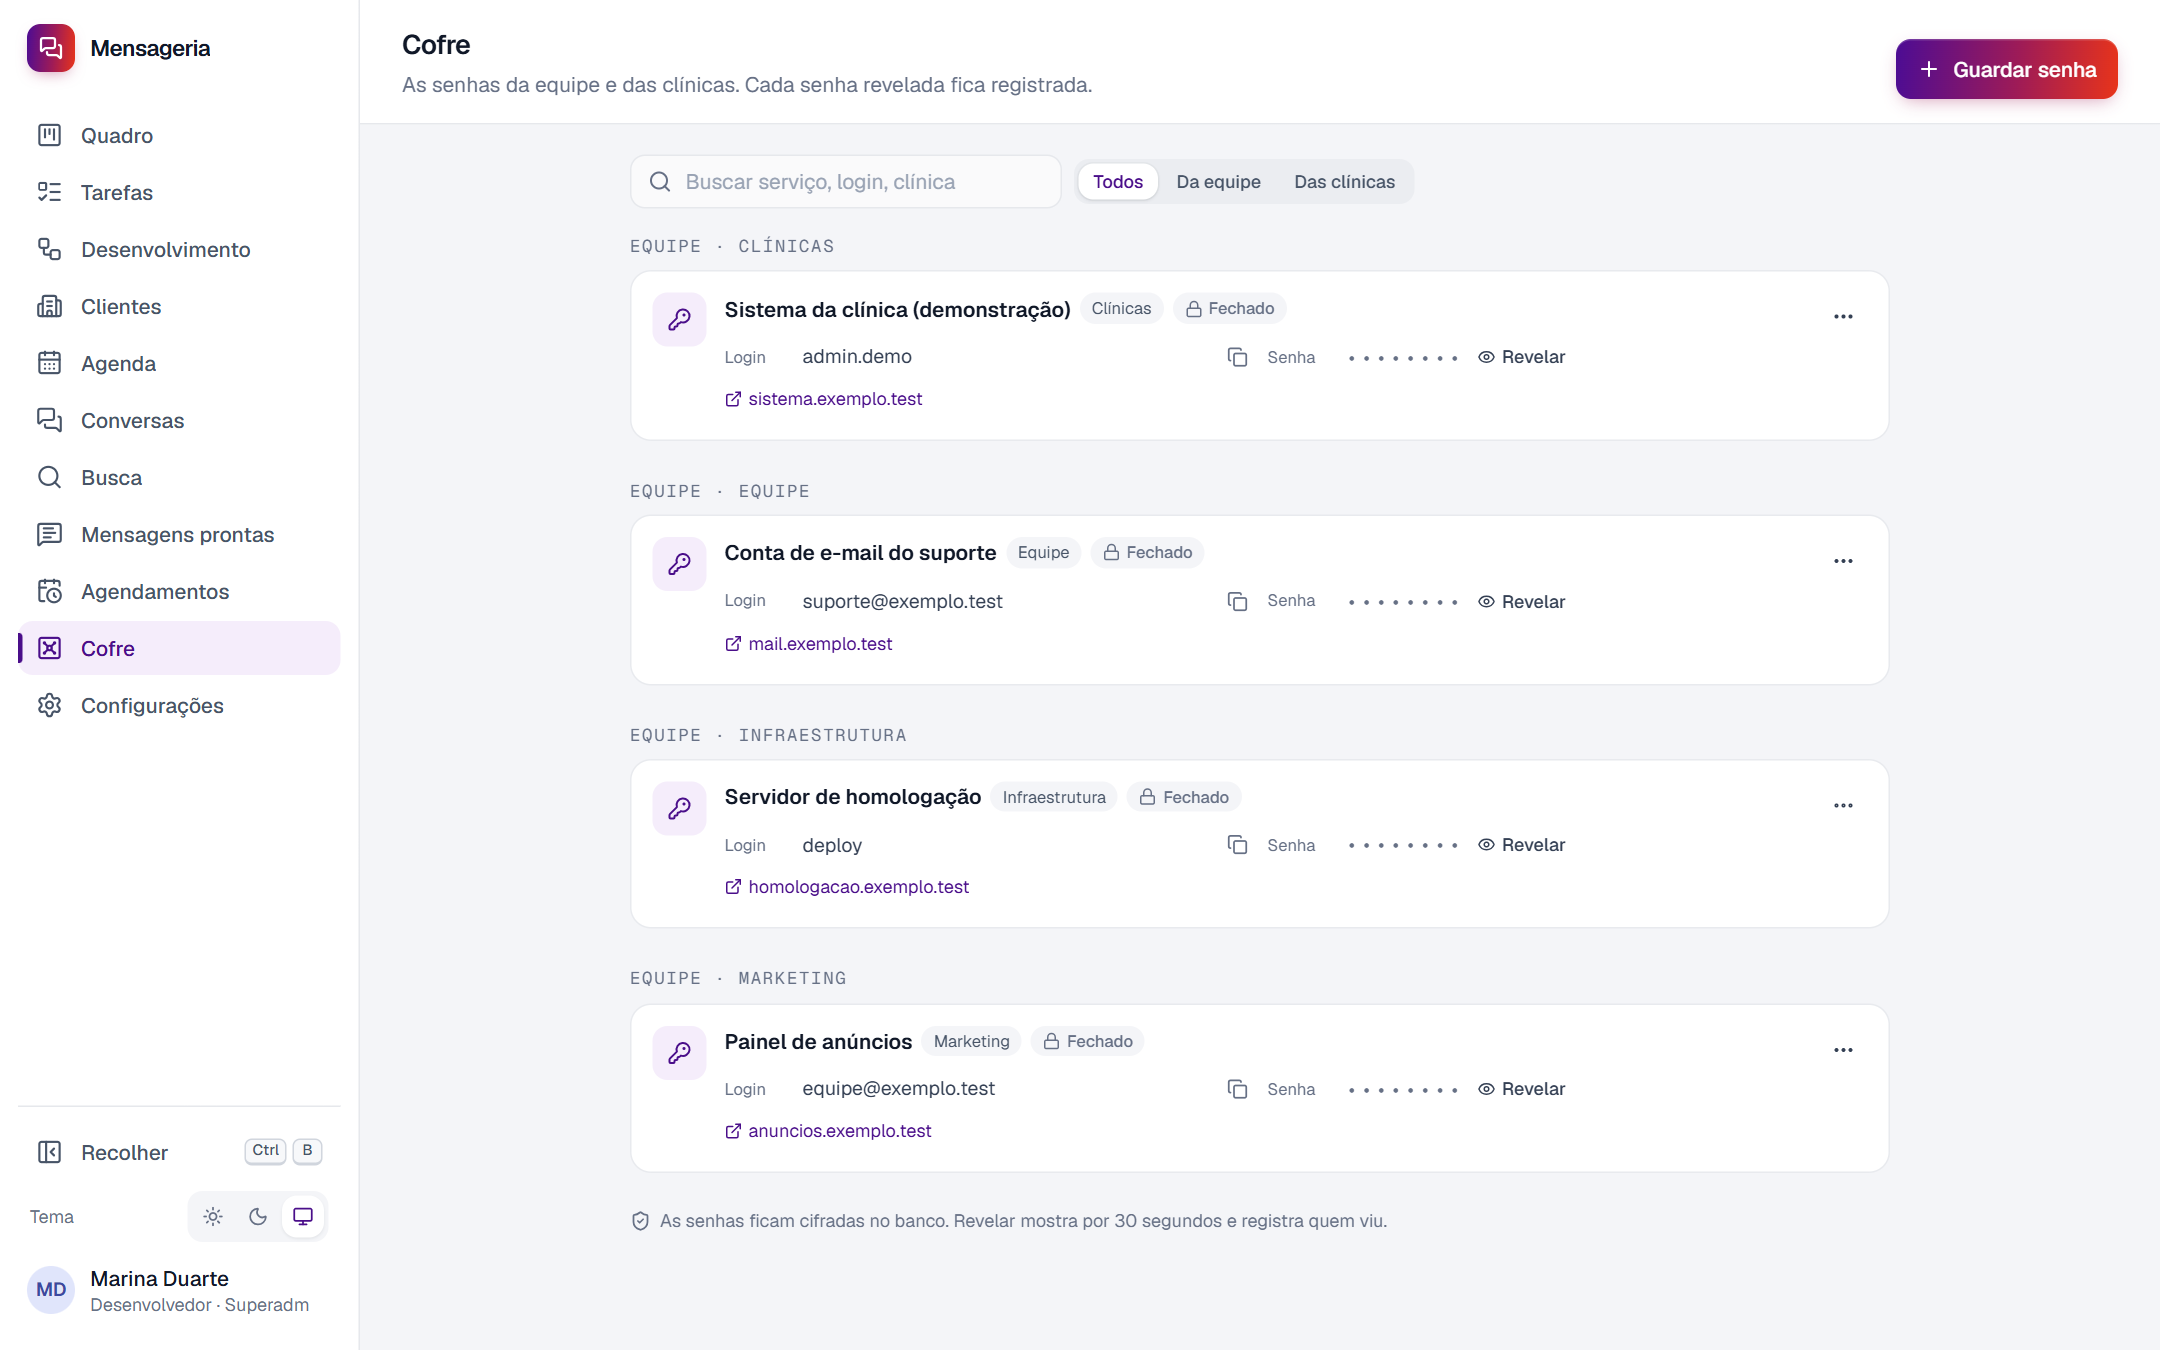 Mensageria
Quadro
Tarefas
Desenvolvimento
Clientes
Agenda
Conversas
Busca
Mensagens prontas
Agendamentos
Cofre
Configurações
Recolher Ctrl B
Tema
MD
Marina Duarte
Desenvolvedor · Superadm
Cofre
As senhas da equipe e das clínicas. Cada senha revelada fica registrada.
Guardar senha
Buscar serviço, login, clínica
Todos Da equipe Das clínicas
EQUIPE · CLÍNICAS
Sistema da clínica (demonstração) Clínicas Fechado
Login admin.demo Senha •••••••• Revelar
sistema.exemplo.test
EQUIPE · EQUIPE
Conta de e-mail do suporte Equipe Fechado
Login suporte@exemplo.test Senha •••••••• Revelar
mail.exemplo.test
EQUIPE · INFRAESTRUTURA
Servidor de homologação Infraestrutura Fechado
Login deploy Senha •••••••• Revelar
homologacao.exemplo.test
EQUIPE · MARKETING
Painel de anúncios Marketing Fechado
Login equipe@exemplo.test Senha •••••••• Revelar
anuncios.exemplo.test
As senhas ficam cifradas no banco. Revelar mostra por 30 segundos e registra quem viu.